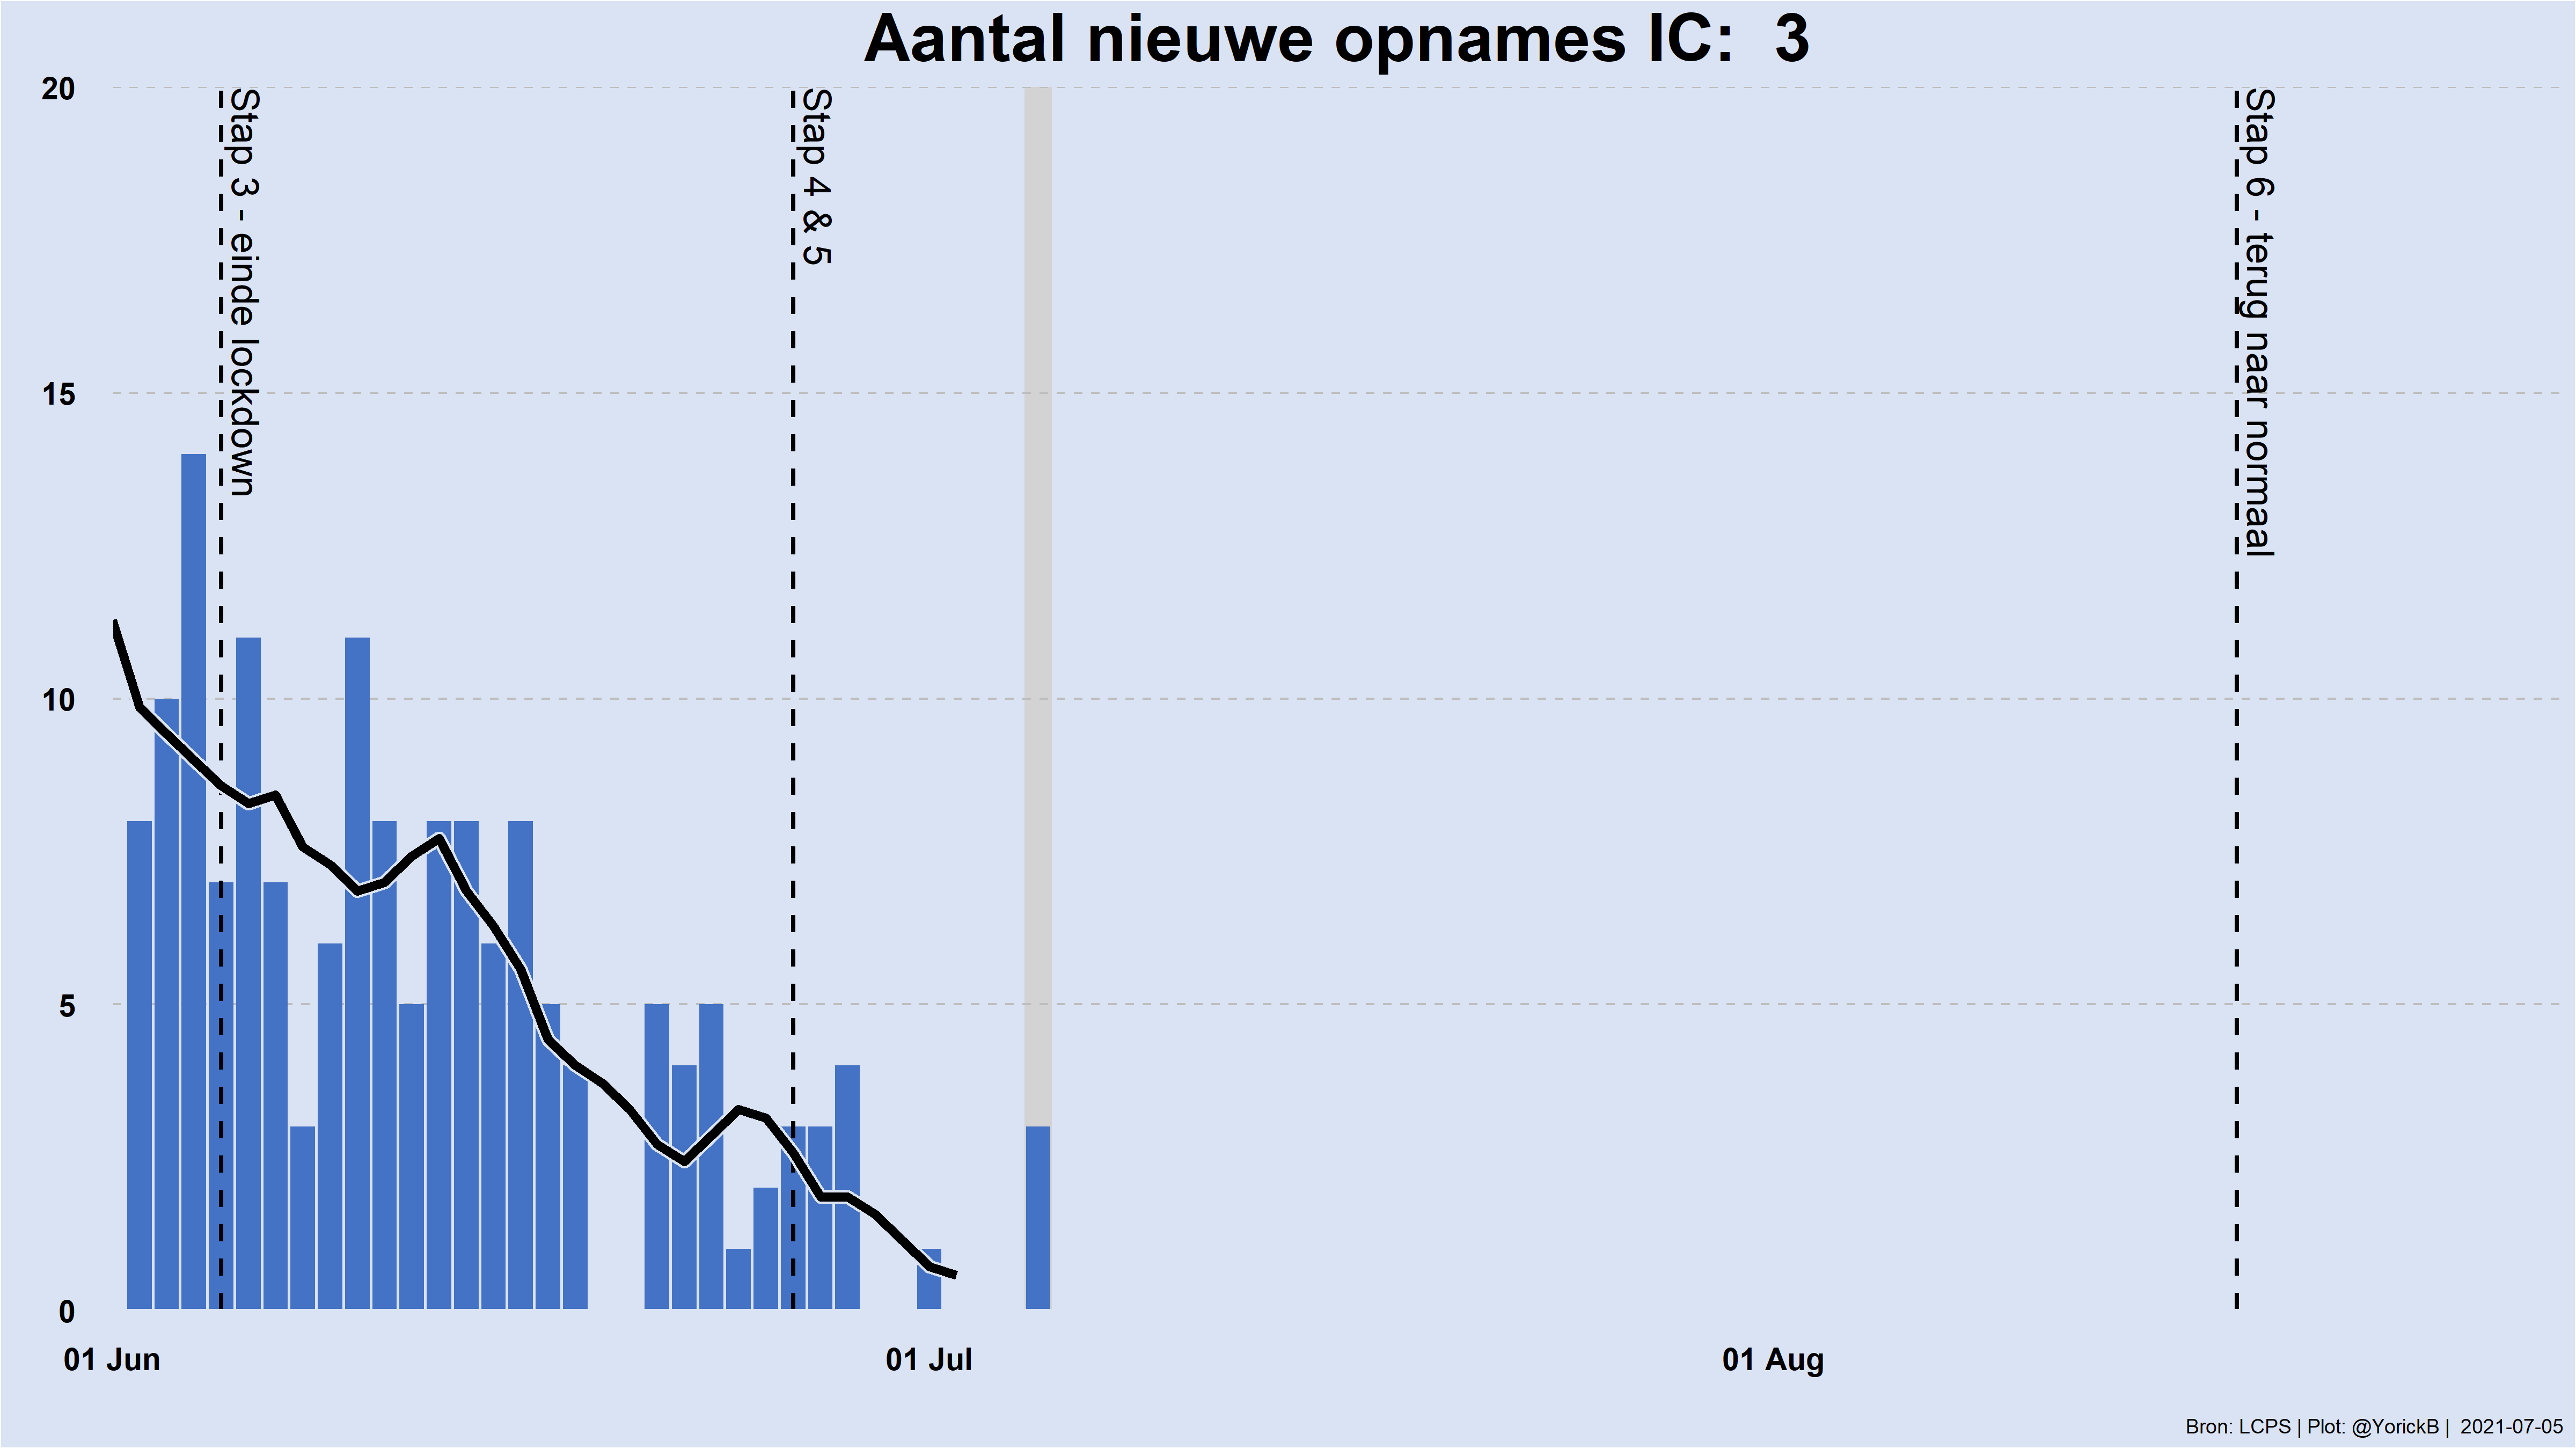 Aantal nieuwe opnames IC:  3
20
15
10
5
0
Stap 3 - einde lockdown
Stap 4 & 5
Stap 6 - terug naar normaal
01 Jun
01 Jul
01 Aug
Bron: LCPS | Plot: @YorickB |  2021-07-05